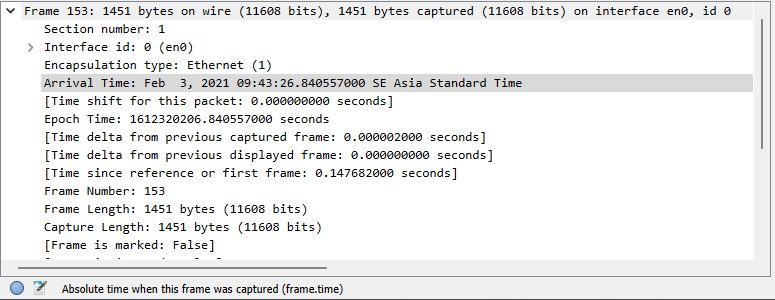 Frame 153: 1451 bytes on wire (11608 bits), 1451 bytes captured (11608 bits) on interface en0, id 0
Section number: 1
Interface id: 0 (en0)
Encapsulation type: Ethernet (1)
Arrival Time: Feb  3, 2021 09:43:26.840557000 SE Asia Standard Time
[Time shift for this packet: 0.000000000 seconds]
Epoch Time: 1612320206.840557000 seconds
[Time delta from previous captured frame: 0.000002000 seconds]
[Time delta from previous displayed frame: 0.000000000 seconds]
[Time since reference or first frame: 0.147682000 seconds]
Frame Number: 153
Frame Length: 1451 bytes (11608 bits)
Capture Length: 1451 bytes (11608 bits)
[Frame is marked: False]
Absolute time when this frame was captured (frame.time)